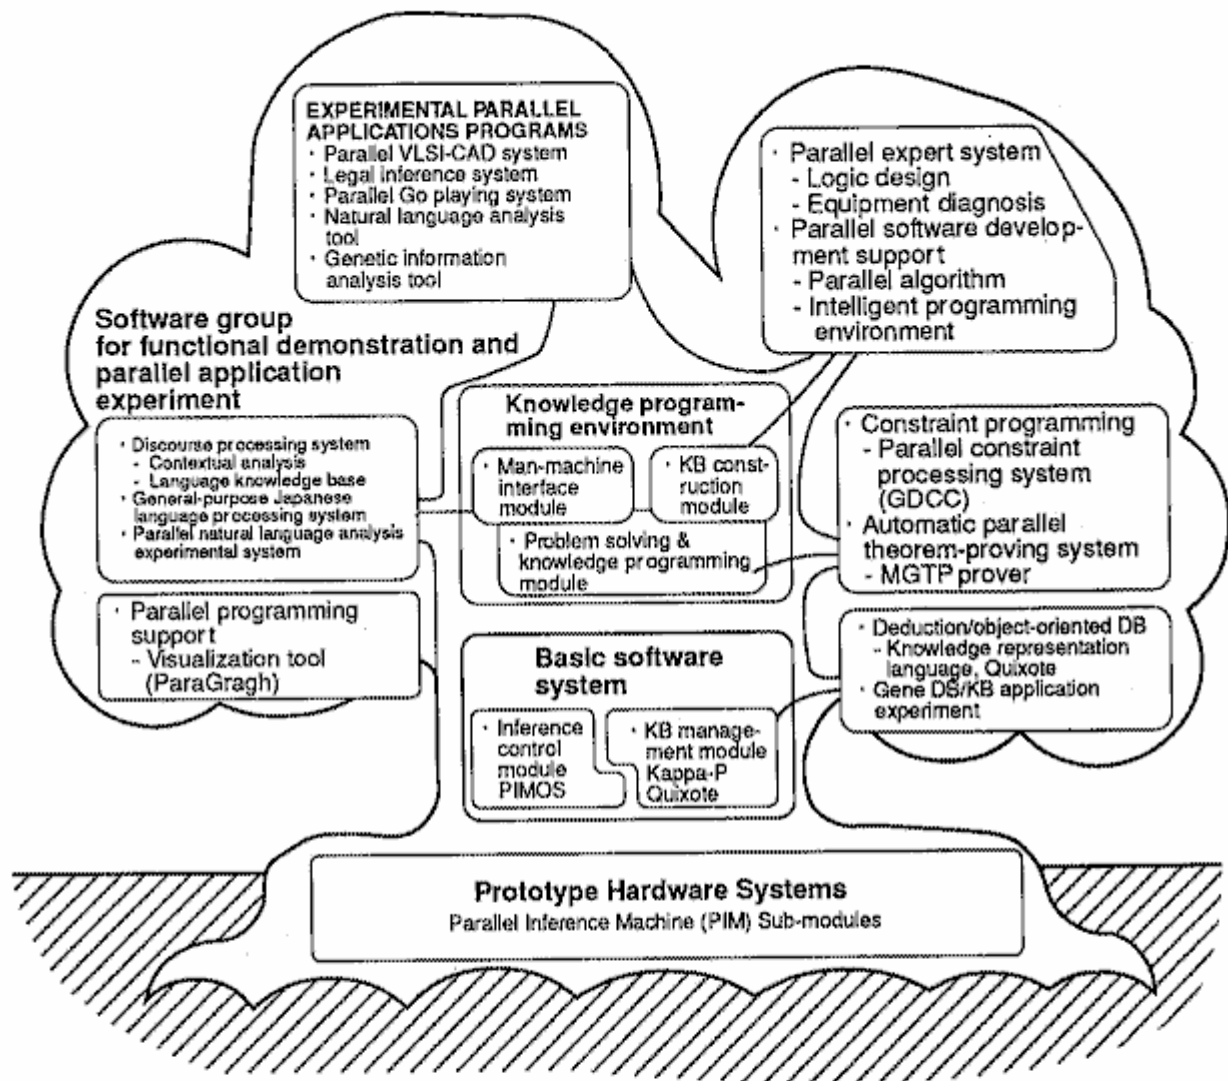 EXPERIMENTAL PARALLEL
APPLICATIONS PROGRAMS
· Parallel VLSI-CAD system
· Legal inference system
· Parallel Go playing system
· Natural language analysis
tool
· Genetic information
analysis tool
· Parallel expert system
- Logic design
- Equipment diagnosis
· Parallel software develop-
ment support
- Parallel algorithm
- Intelligent programming
environment
Software group
for functional demonstration and
parallel application
experiment
· Discourse processing system
- Contextual analysis
- Language knowledge base
· General-purpose Japanese
language processing system
· Parallel natural language analysis
experimental system
· Parallel programming
support
- Visualization tool
(ParaGragh)
Knowledge program-
ming environment
· Man-machine
interface
module
· KB const-
ruction module
· Problem solving &
knowledge programming
module
· Constraint programming
- Parallel constraint
processing system
(GDCC)
· Automatic parallel
theorem-proving system
- MGTP prover
· Deduction/object-oriented DB
- Knowledge representation
language, Quixote
· Gene DB/KB application
experiment
Basic software
system
· Inference
control
module
PIMOS
· KB manage-
ment module
Kappa-P
Quixote
Prototype Hardware Systems
Parallel Inference Machine (PIM) Sub-modules